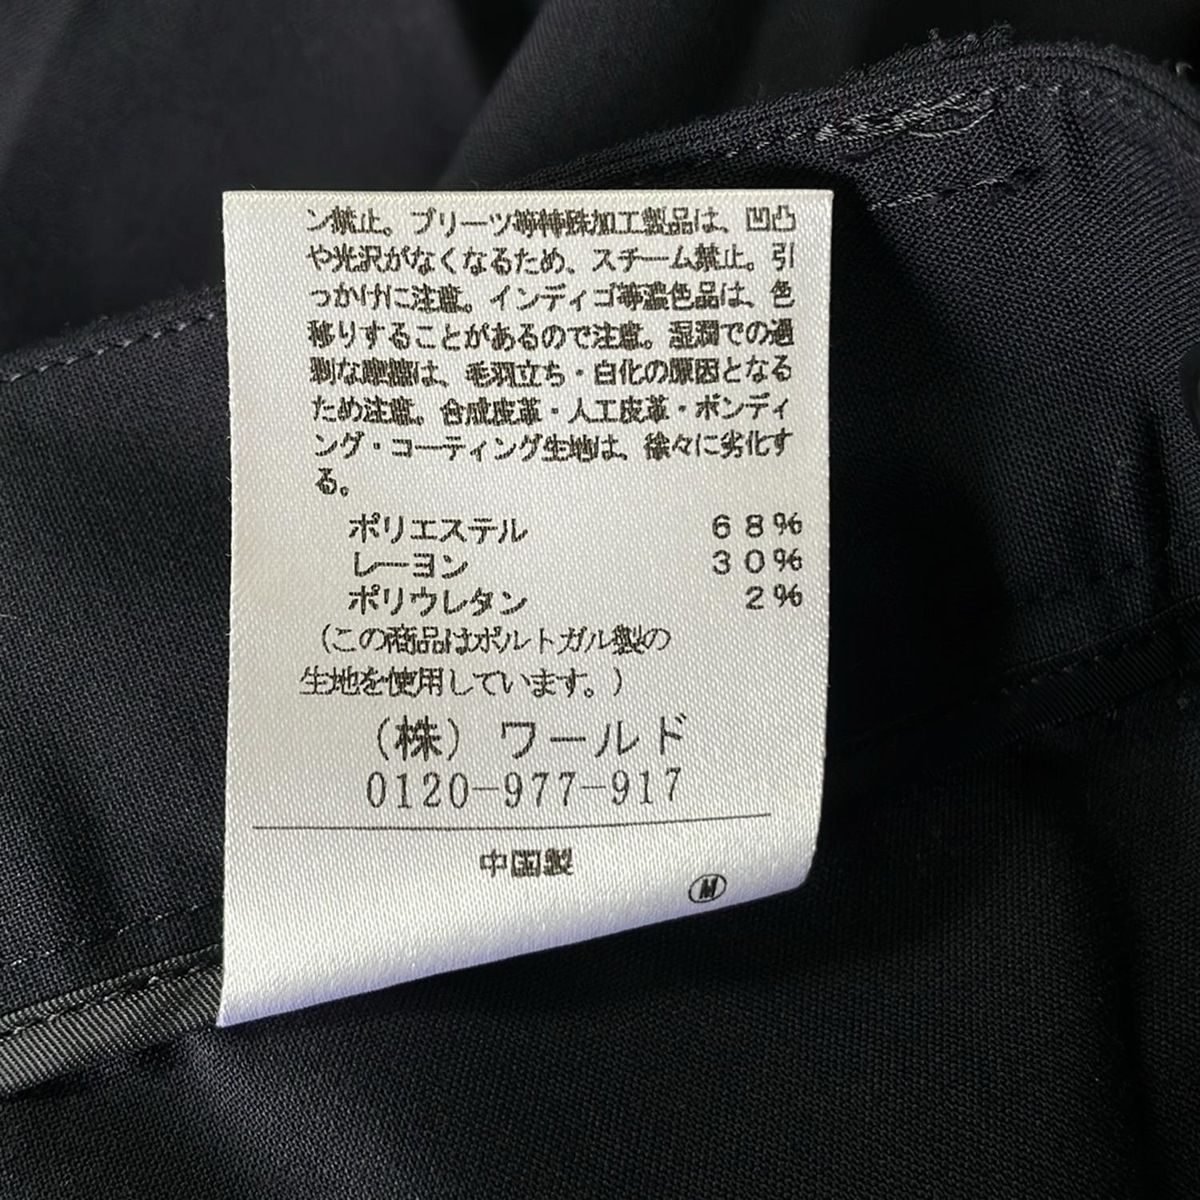 ン禁止。プリーツ等特殊加工製品は、凹凸
や光沢がなくなるため、スチーム禁止。引
っかけに注意。インディゴ等濃色品は、色
移りすることがあるので注意。湿潤での過
剰な摩擦は、毛羽立ち・白化の原因となる
ため注意。合成皮革・人工皮革・ボンディ
ング・コーティング生地は、徐々に劣化す
る。
ポリエステル 68%
レーヨン 30%
ポリウレタン 2%
(この商品はポルトガル製の
生地を使用しています。)
(株) ワールド
0120-977-917
中国製
M